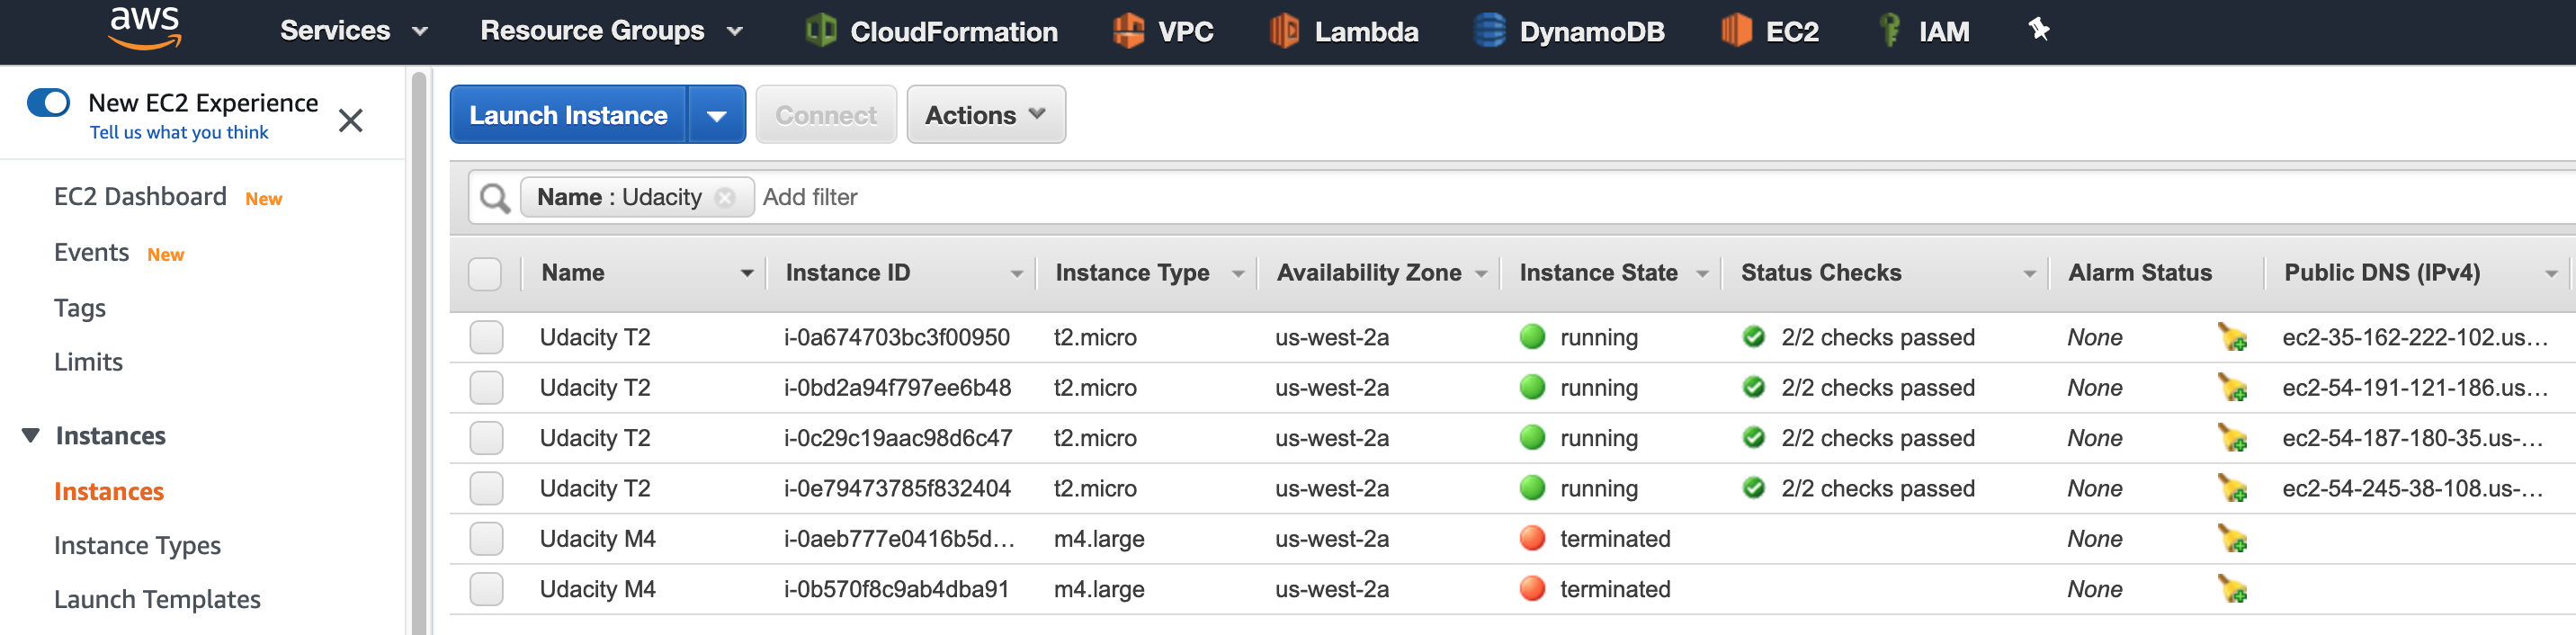 aws Services Resource Groups CloudFormation VPC Lambda DynamoDB EC2 IAM
New EC2 Experience
Tell us what you think
EC2 Dashboard New
Events New
Tags
Limits
Instances
Instances
Instance Types
Launch Templates
Launch Instance Connect Actions
Name : Udacity Add filter
Name Instance ID Instance Type Availability Zone Instance State Status Checks Alarm Status Public DNS (IPv4)
Udacity T2 i-0a674703bc3f00950 t2.micro us-west-2a running 2/2 checks passed None ec2-35-162-222-102.us...
Udacity T2 i-0bd2a94f797ee6b48 t2.micro us-west-2a running 2/2 checks passed None ec2-54-191-121-186.us...
Udacity T2 i-0c29c19aac98d6c47 t2.micro us-west-2a running 2/2 checks passed None ec2-54-187-180-35.us-...
Udacity T2 i-0e79473785f832404 t2.micro us-west-2a running 2/2 checks passed None ec2-54-245-38-108.us-...
Udacity M4 i-0aeb777e0416b5d... m4.large us-west-2a terminated None
Udacity M4 i-0b570f8c9ab4dba91 m4.large us-west-2a terminated None